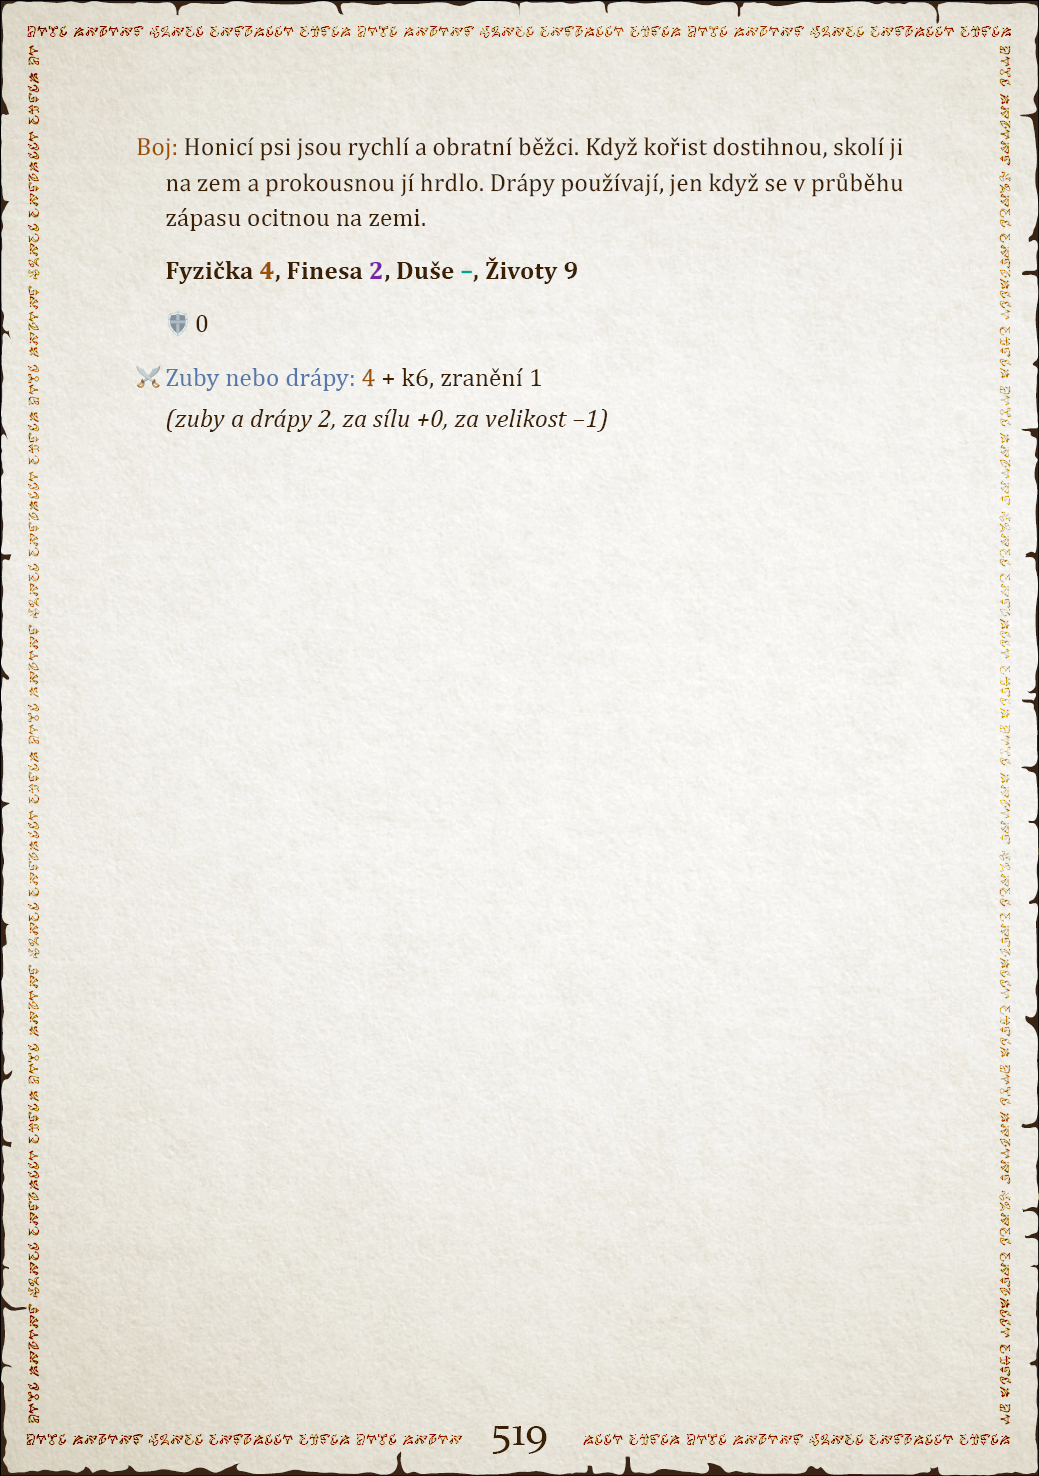 Boj: Honicí psi jsou rychlí a obratní běžci. Když kořist dostihnou, skolí ji
na zem a prokousnou jí hrdlo. Drápy používají, jen když se v průběhu
zápasu ocitnou na zemi.
Fyzička 4, Finesa 2, Duše –, Životy 9
0
Zuby nebo drápy: 4 + k6, zranění 1
(zuby a drápy 2, za sílu +0, za velikost –1)
519